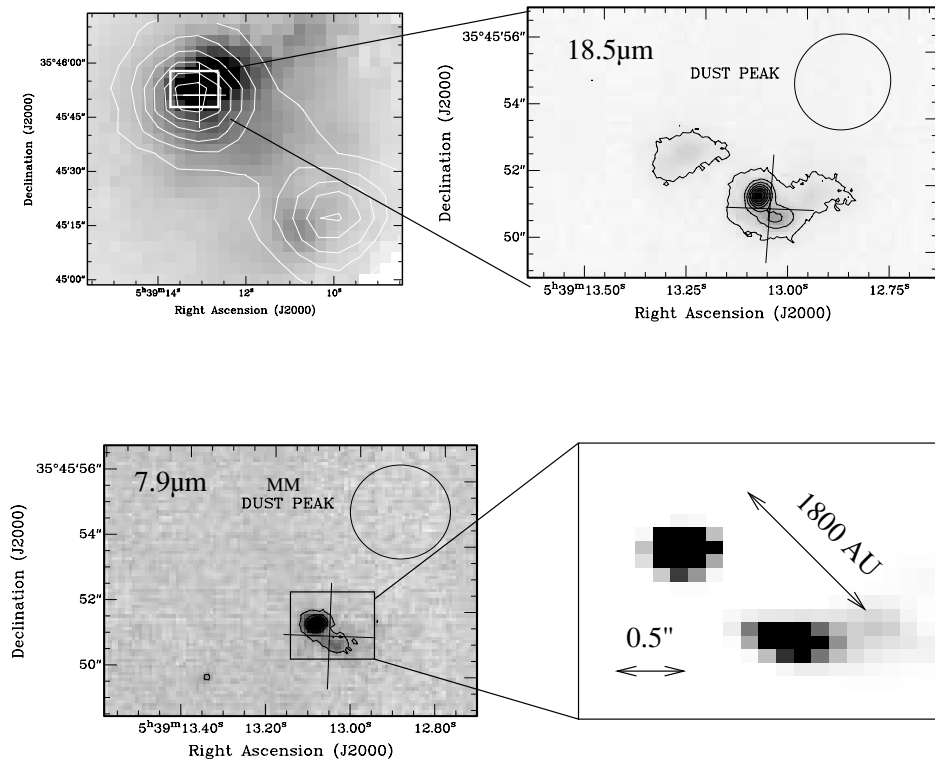 35°46'00"
45'45"
45'30"
45'15"
45'00"
Declination (J2000)
5ʰ39ᵐ14ˢ
12ˢ
10ˢ
Right Ascension (J2000)
18.5µm
DUST PEAK
35°45'56"
54"
52"
50"
Declination (J2000)
5ʰ39ᵐ13.50ˢ
13.25ˢ
13.00ˢ
12.75ˢ
Right Ascension (J2000)
7.9µm
MM
DUST PEAK
35°45'56"
54"
52"
50"
Declination (J2000)
5ʰ39ᵐ13.40ˢ
13.20ˢ
13.00ˢ
12.80ˢ
Right Ascension (J2000)
1800 AU
0.5"